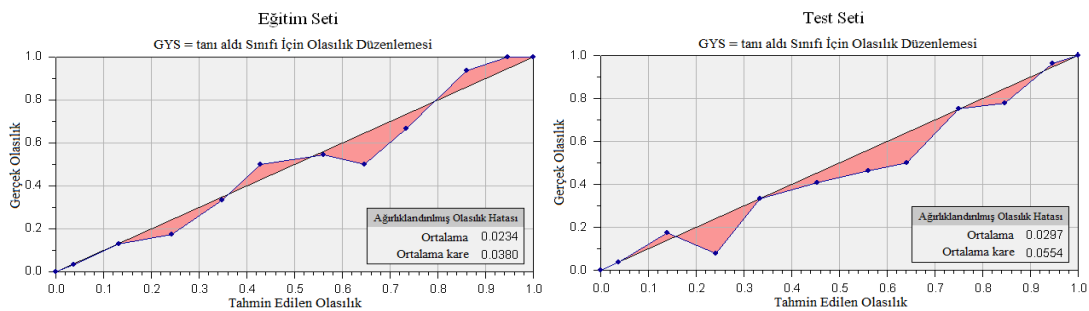 Eğitim Seti
GYS = tanı aldı Sınıfı İçin Olasılık Düzenlemesi
Gerçek Olasılık
1.0
0.8
0.6
0.4
0.2
0.0
Ağırlıklandırılmış Olasılık Hatası
Ortalama 0.0234
Ortalama kare 0.0380
0.0 0.1 0.2 0.3 0.4 0.5 0.6 0.7 0.8 0.9 1.0
Tahmin Edilen Olasılık
Test Seti
GYS = tanı aldı Sınıfı İçin Olasılık Düzenlemesi
Gerçek Olasılık
1.0
0.8
0.6
0.4
0.2
0.0
Ağırlıklandırılmış Olasılık Hatası
Ortalama 0.0297
Ortalama kare 0.0554
0.0 0.1 0.2 0.3 0.4 0.5 0.6 0.7 0.8 0.9 1.0
Tahmin Edilen Olasılık